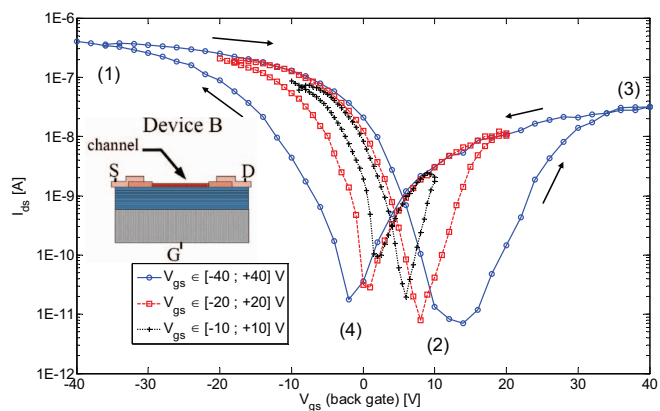 1E-6
1E-7
1E-8
1E-9
1E-10
1E-11
1E-12
I_ds [A]
(1)
(3)
Device B
channel
S
D
G
V_gs ∈ [-40 ; +40] V
V_gs ∈ [-20 ; +20] V
V_gs ∈ [-10 ; +10] V
(4)
(2)
-40 -30 -20 -10 0 10 20 30 40
V_gs (back gate) [V]